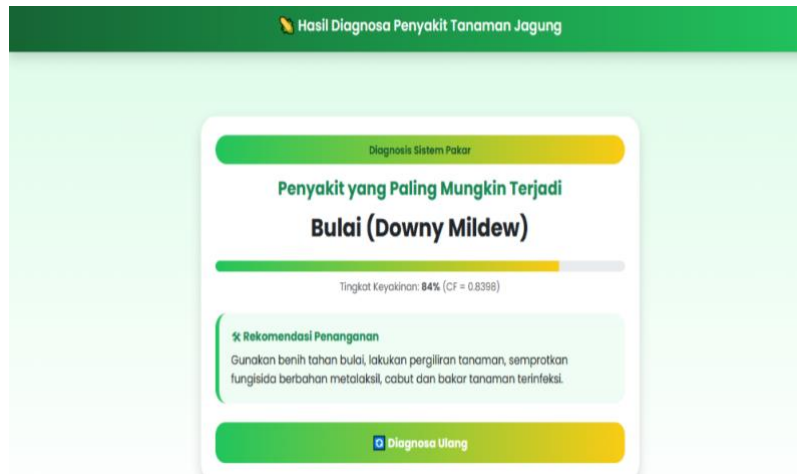 Hasil Diagnosa Penyakit Tanaman Jagung
Diagnosis Sistem Pakar
Penyakit yang Paling Mungkin Terjadi
Bulai (Downy Mildew)
Tingkat Keyakinan: 84% (CF = 0.8398)
Rekomendasi Penanganan
Gunakan benih tahan bulai, lakukan pergiliran tanaman, semprotkan
fungisida berbahan metalaksil, cabut dan bakar tanaman terinfeksi.
Diagnosa Ulang